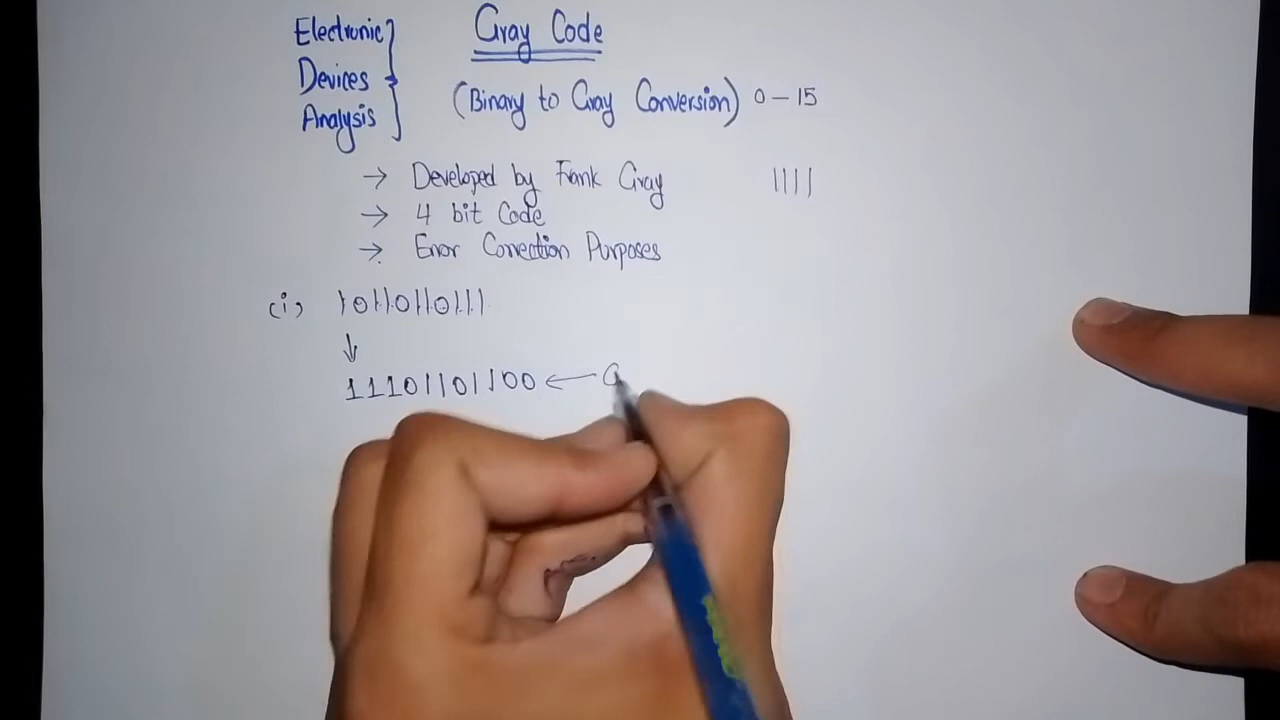 Electronic
Devices
Analysis
Gray Code
(Binary to Gray Conversion) 0 - 15
→ Developed by Frank Gray
1111
→ 4 bit Code
→ Error Correction Purposes
(i) 10110110111
↓
11101101100 ← G